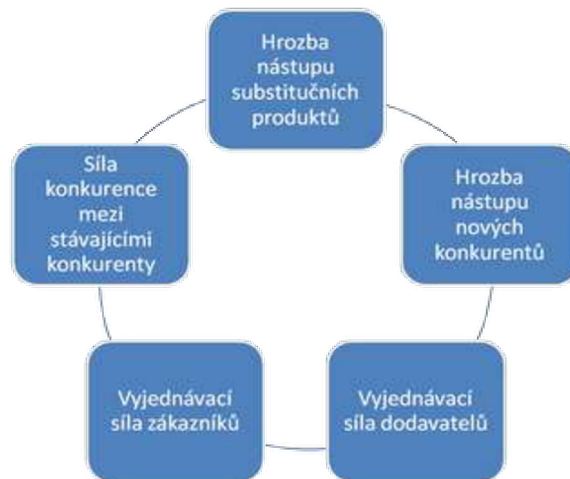 Hrozba
nástupu
substitučních
produktů
Síla
konkurence
mezi
stávajícími
konkurenty
Hrozba
nástupu
nových
konkurentů
Vyjednávací
síla zákazníků
Vyjednávací
síla dodavatelů